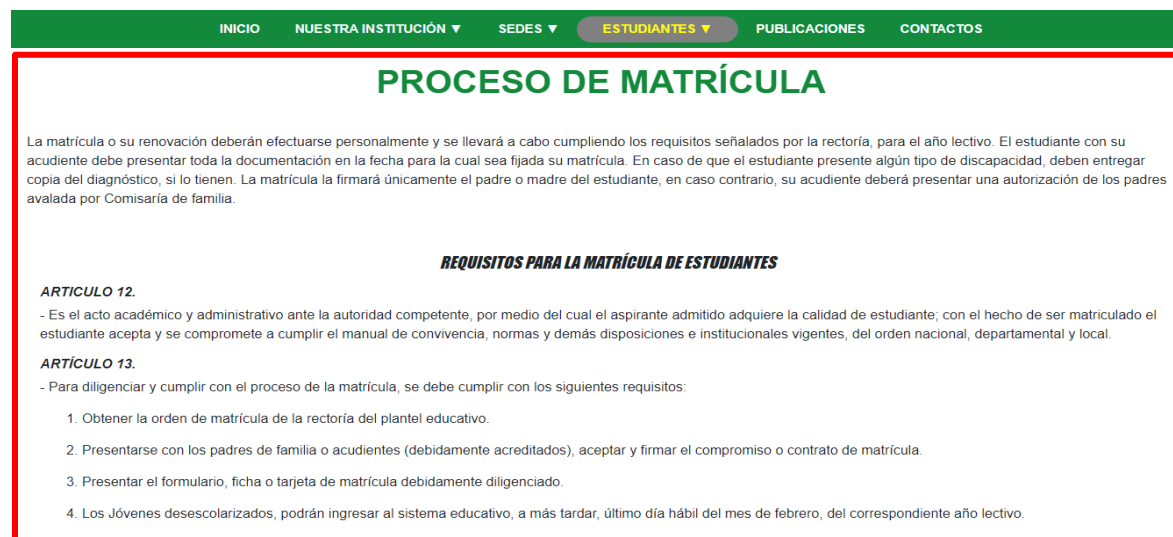 INICIO NUESTRA INSTITUCIÓN ▼ SEDES ▼ ESTUDIANTES ▼ PUBLICACIONES CONTACTOS
PROCESO DE MATRÍCULA
La matrícula o su renovación deberán efectuarse personalmente y se llevará a cabo cumpliendo los requisitos señalados por la rectoría, para el año lectivo. El estudiante con su
acudiente debe presentar toda la documentación en la fecha para la cual sea fijada su matrícula. En caso de que el estudiante presente algún tipo de discapacidad, deben entregar
copia del diagnóstico, si lo tienen. La matrícula la firmará únicamente el padre o madre del estudiante, en caso contrario, su acudiente deberá presentar una autorización de los padres
avalada por Comisaría de familia.
REQUISITOS PARA LA MATRÍCULA DE ESTUDIANTES
ARTICULO 12.
- Es el acto académico y administrativo ante la autoridad competente, por medio del cual el aspirante admitido adquiere la calidad de estudiante; con el hecho de ser matriculado el
estudiante acepta y se compromete a cumplir el manual de convivencia, normas y demás disposiciones e institucionales vigentes, del orden nacional, departamental y local.
ARTÍCULO 13.
- Para diligenciar y cumplir con el proceso de la matrícula, se debe cumplir con los siguientes requisitos:
1. Obtener la orden de matrícula de la rectoría del plantel educativo.
2. Presentarse con los padres de familia o acudientes (debidamente acreditados), aceptar y firmar el compromiso o contrato de matrícula.
3. Presentar el formulario, ficha o tarjeta de matrícula debidamente diligenciado.
4. Los Jóvenes desescolarizados, podrán ingresar al sistema educativo, a más tardar, último día hábil del mes de febrero, del correspondiente año lectivo.